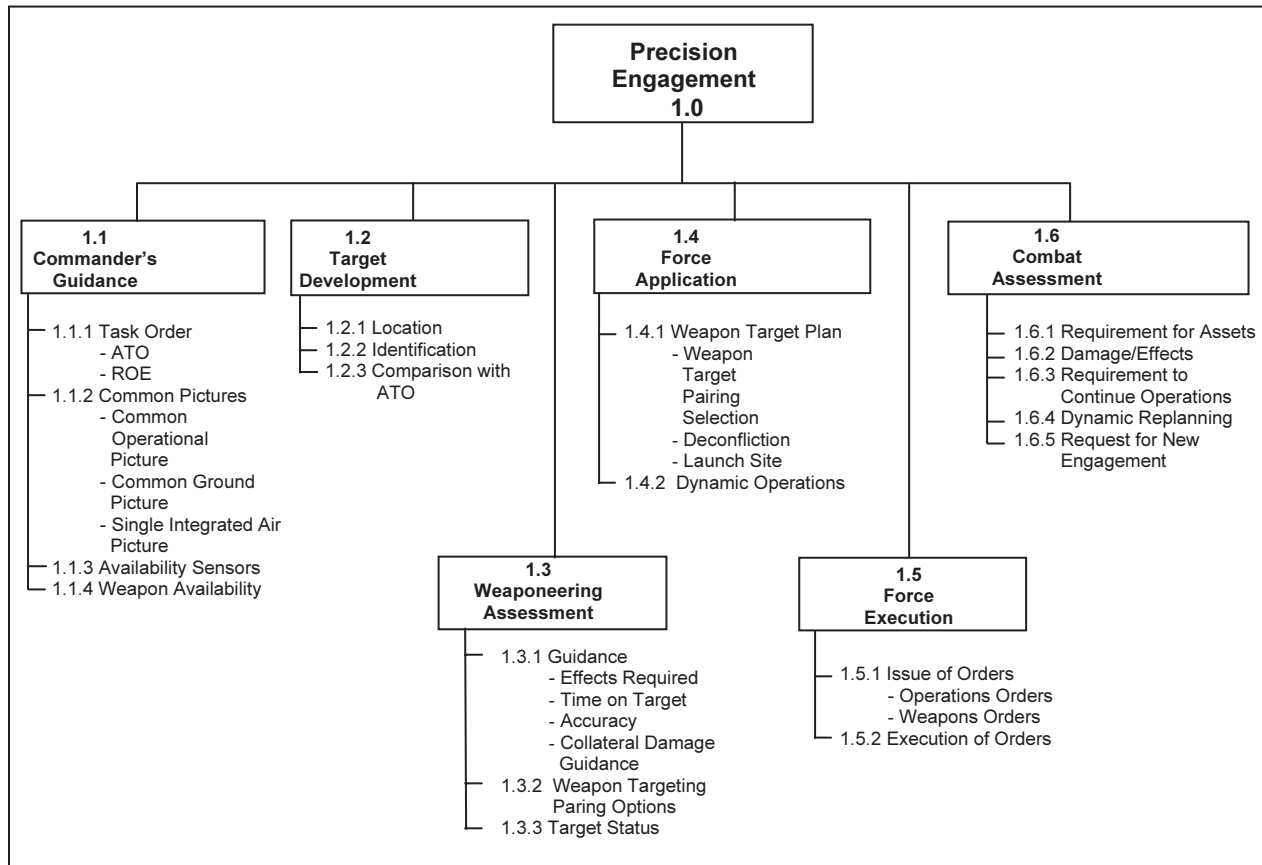 Precision
Engagement
1.0
1.1
Commander's
Guidance
1.1.1 Task Order
- ATO
- ROE
1.1.2 Common Pictures
- Common
Operational
Picture
- Common Ground
Picture
- Single Integrated Air
Picture
1.1.3 Availability Sensors
1.1.4 Weapon Availability
1.2
Target
Development
1.2.1 Location
1.2.2 Identification
1.2.3 Comparison with
ATO
1.3
Weaponeering
Assessment
1.3.1 Guidance
- Effects Required
- Time on Target
- Accuracy
- Collateral Damage
Guidance
1.3.2 Weapon Targeting
Paring Options
1.3.3 Target Status
1.4
Force
Application
1.4.1 Weapon Target Plan
- Weapon
Target
Pairing
Selection
- Deconfliction
- Launch Site
1.4.2 Dynamic Operations
1.5
Force
Execution
1.5.1 Issue of Orders
- Operations Orders
- Weapons Orders
1.5.2 Execution of Orders
1.6
Combat
Assessment
1.6.1 Requirement for Assets
1.6.2 Damage/Effects
1.6.3 Requirement to
Continue Operations
1.6.4 Dynamic Replanning
1.6.5 Request for New
Engagement